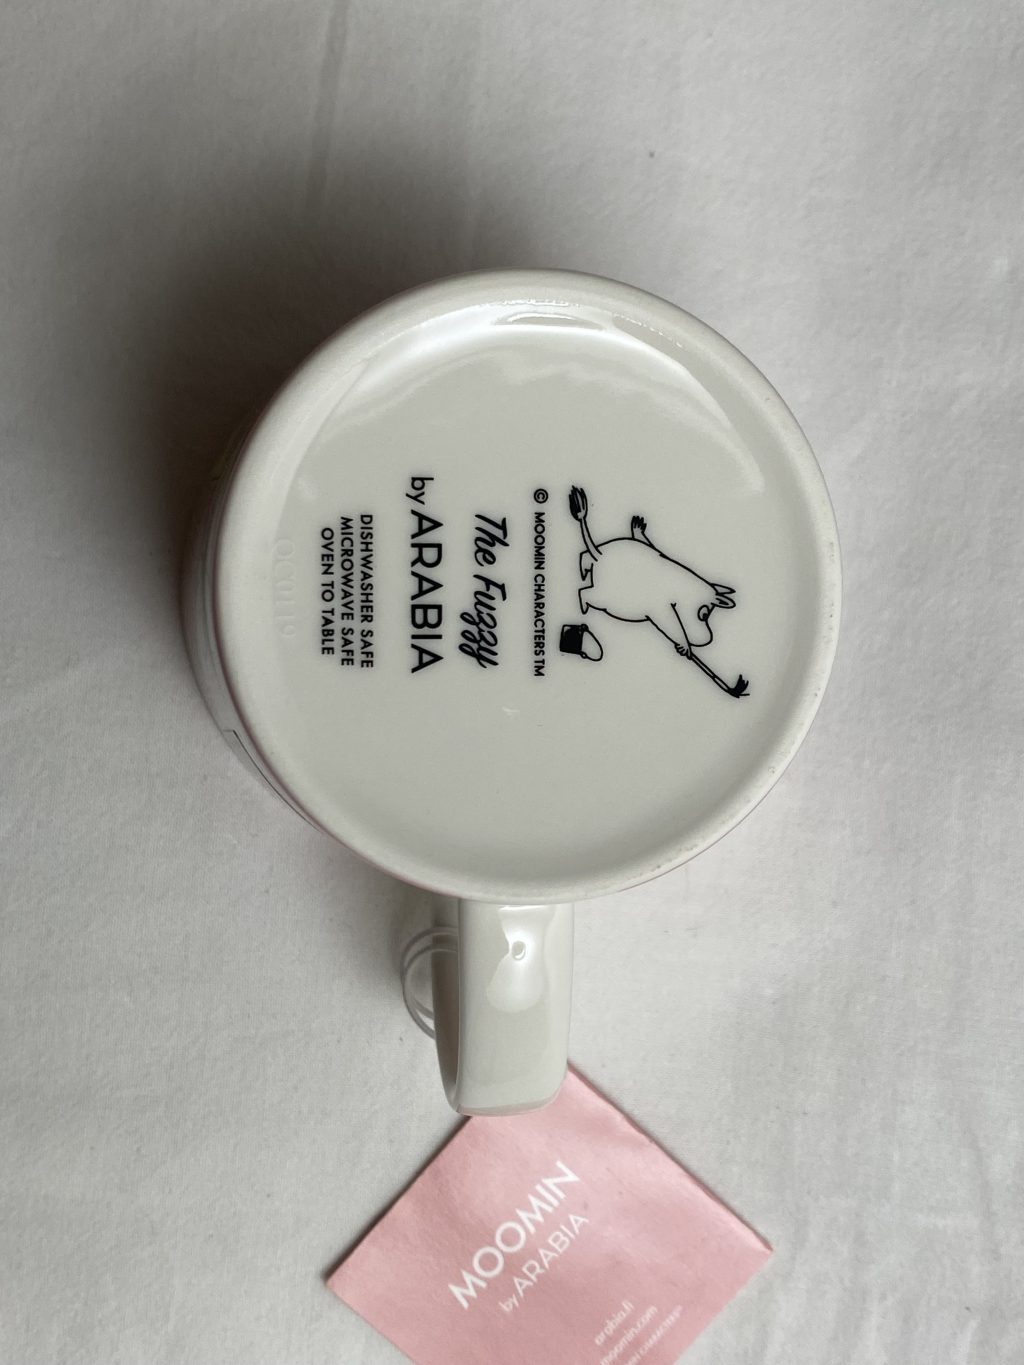 © MOOMIN CHARACTERS TM
The Fuzzy
by ARABIA
DISHWASHER SAFE
MICROWAVE SAFE
OVEN TO TABLE
MOOMIN
by ARABIA
arabia.fi
moomin.com